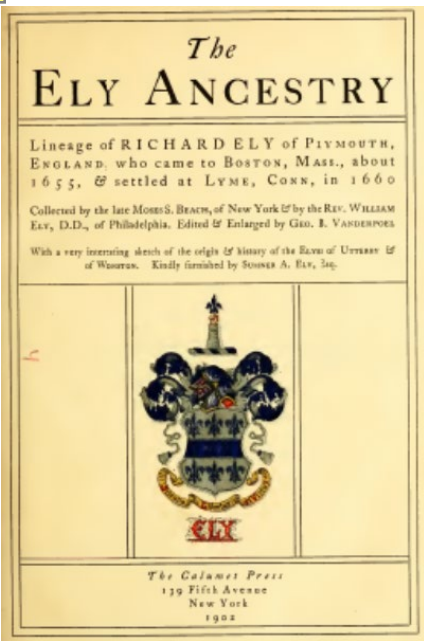 The
ELY ANCESTRY
Lineage of RICHARD ELY of PLYMOUTH,
ENGLAND, who came to BOSTON, MASS., about
1655, & settled at LYME, CONN, in 1660
Collected by the late MOSES S. BEACH, of New York & by the REV. WILLIAM
ELY, D.D., of Philadelphia. Edited & Enlarged by GEO. B. VANDERPOEL
With a very interesting sketch of the origin & history of the ELYS of UTTERBY &
of WONSTON. Kindly furnished by SUMNER A. ELY, Esq.
ELY
The Calumet Press
139 Fifth Avenue
New York
1902